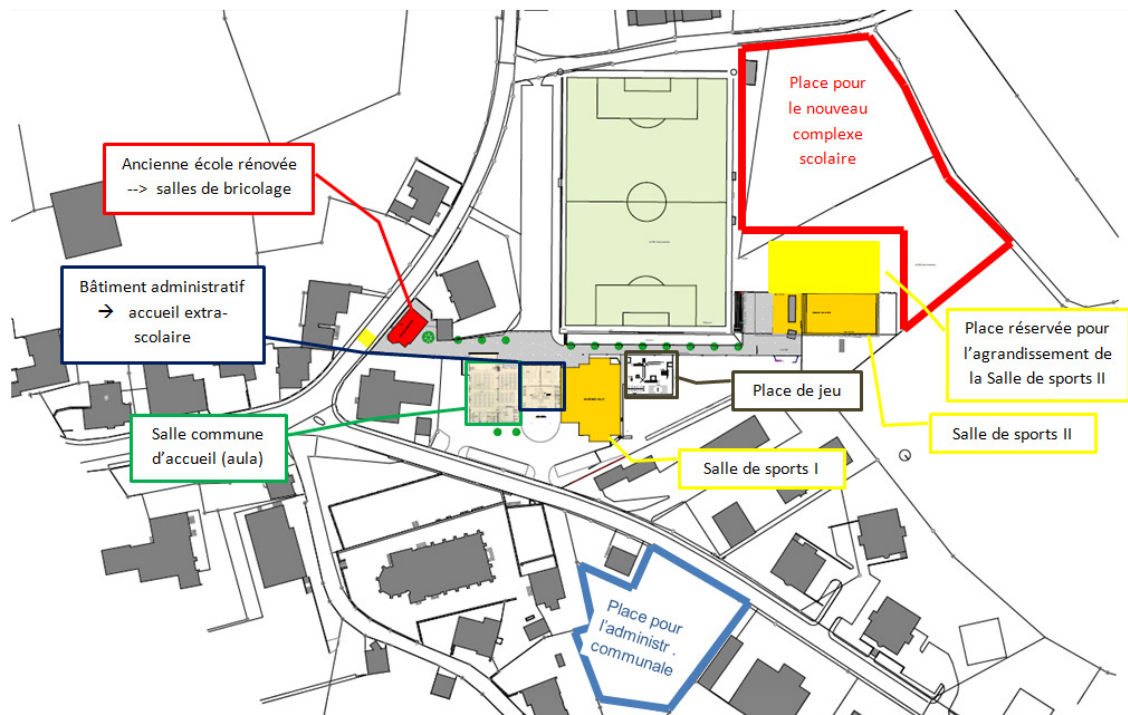 Place pour
le nouveau
complexe
scolaire
Ancienne école rénovée
--> salles de bricolage
Bâtiment administratif
→ accueil extra-
scolaire
Place réservée pour
l'agrandissement de
la Salle de sports II
Place de jeu
Salle commune
d'accueil (aula)
Salle de sports II
Salle de sports I
Place pour
l'administr .
communale